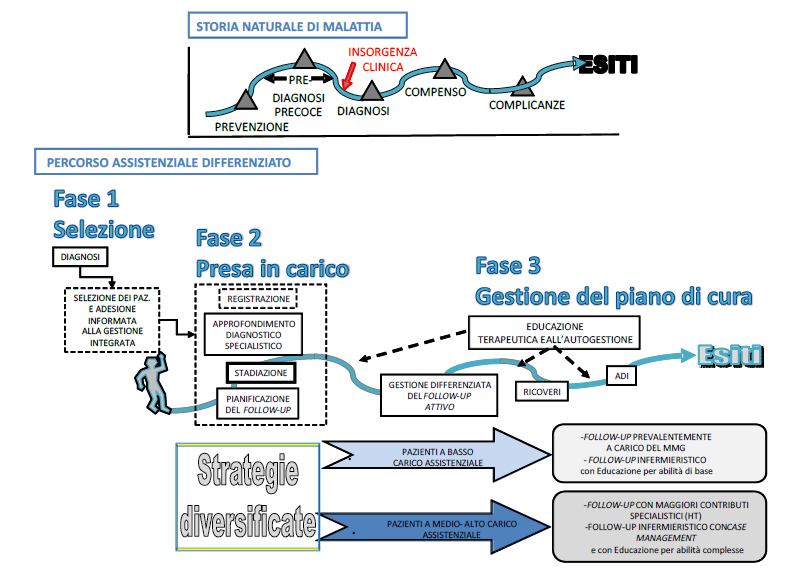 STORIA NATURALE DI MALATTIA
INSORGENZA
CLINICA
ESITI
PRE-
DIAGNOSI
PRECOCE
DIAGNOSI
COMPENSO
COMPLICANZE
PREVENZIONE
PERCORSO ASSISTENZIALE DIFFERENZIATO
Fase 1
Selezione
DIAGNOSI
SELEZIONE DEI PAZ.
E ADESIONE
INFORMATA
ALLA GESTIONE
INTEGRATA
Fase 2
Presa in carico
REGISTRAZIONE
APPROFONDIMENTO
DIAGNOSTICO
SPECIALISTICO
STADIAZIONE
PIANIFICAZIONE
DEL FOLLOW-UP
Fase 3
Gestione del piano di cura
EDUCAZIONE
TERAPEUTICA EALL'AUTOGESTIONE
GESTIONE DIFFERENZIATA
DEL FOLLOW-UP
ATTIVO
RICOVERI
ADI
Esiti
Strategie
diversificate
PAZIENTI A BASSO
CARICO ASSISTENZIALE
-FOLLOW-UP PREVALENTEMENTE
A CARICO DEL MMG
- FOLLOW-UP INFERMIERISTICO
con Educazione per abilità di base
PAZIENTI A MEDIO- ALTO CARICO
ASSISTENZIALE
-FOLLOW-UP CON MAGGIORI CONTRIBUTI
SPECIALISTICI (HT)
-FOLLOW-UP INFERMIERISTICO CONCASE
MANAGEMENT
e con Educazione per abilità complesse